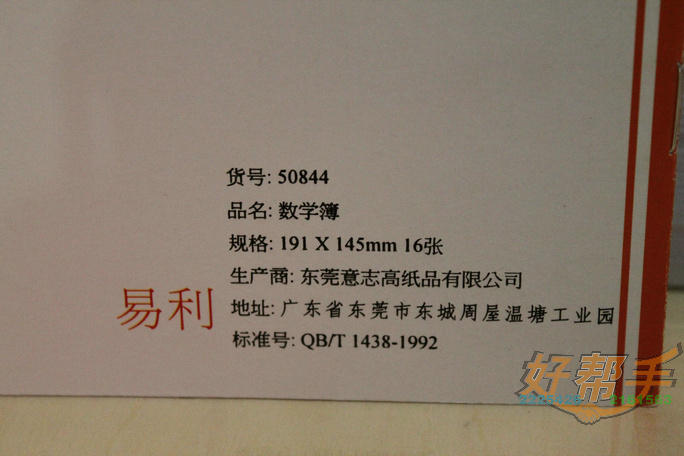 货号: 50844
品名: 数学簿
规格: 191 X 145mm 16张
生产商: 东莞意志高纸品有限公司
易利
地址: 广东省东莞市东城周屋温塘工业园
标准号: QB/T 1438-1992
好帮手